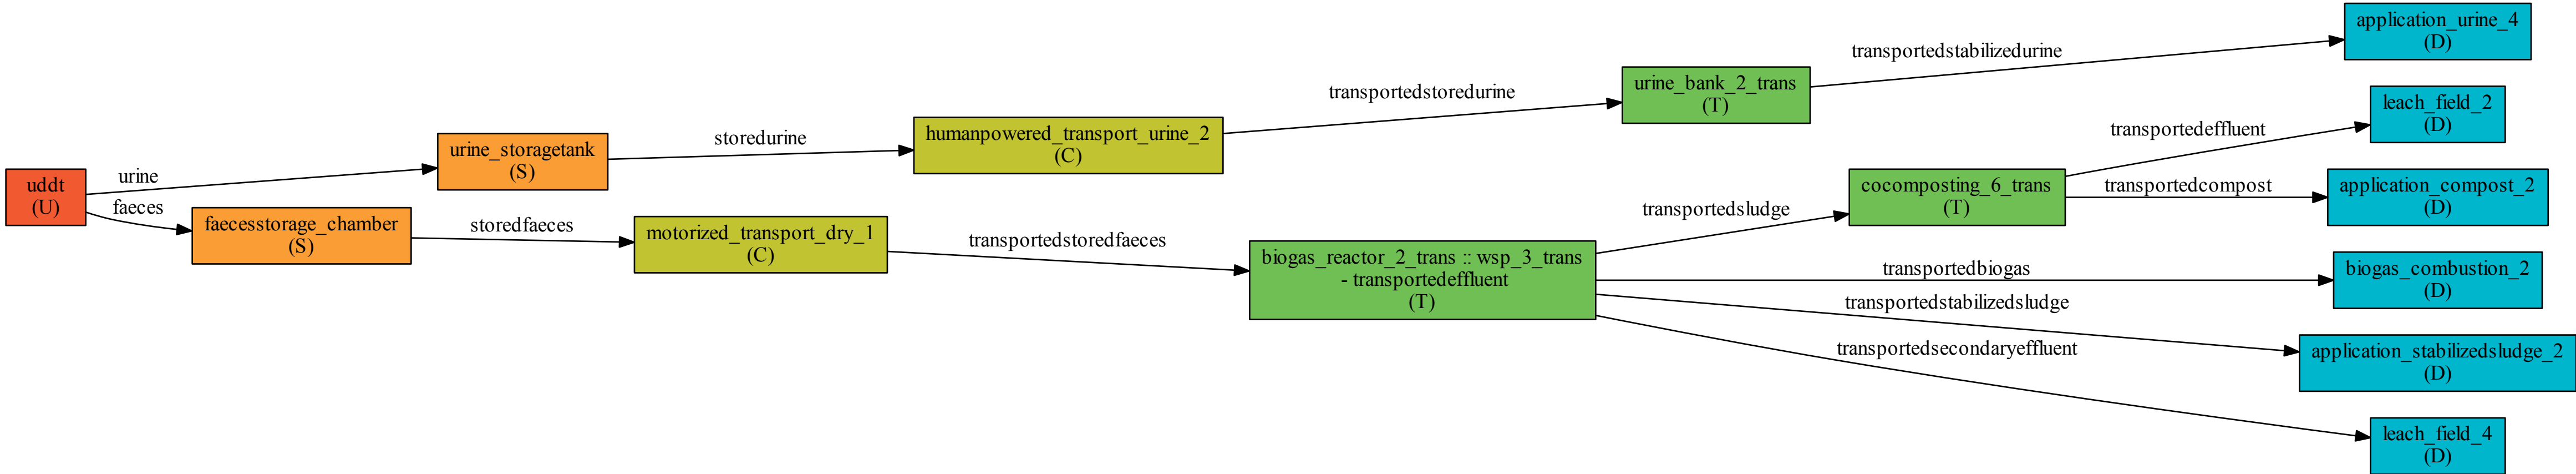 uddt
(U)
urine
faeces
urine_storagetank
(S)
faecesstorage_chamber
(S)
storedurine
storedfaeces
humanpowered_transport_urine_2
(C)
motorized_transport_dry_1
(C)
transportedstoredurine
transportedstoredfaeces
urine_bank_2_trans
(T)
biogas_reactor_2_trans :: wsp_3_trans
- transportedeffluent
(T)
transportedsludge
cocomposting_6_trans
(T)
transportedstabilizedurine
transportedeffluent
transportedcompost
transportedbiogas
transportedstabilizedsludge
transportedsecondaryeffluent
application_urine_4
(D)
leach_field_2
(D)
application_compost_2
(D)
biogas_combustion_2
(D)
application_stabilizedsludge_2
(D)
leach_field_4
(D)